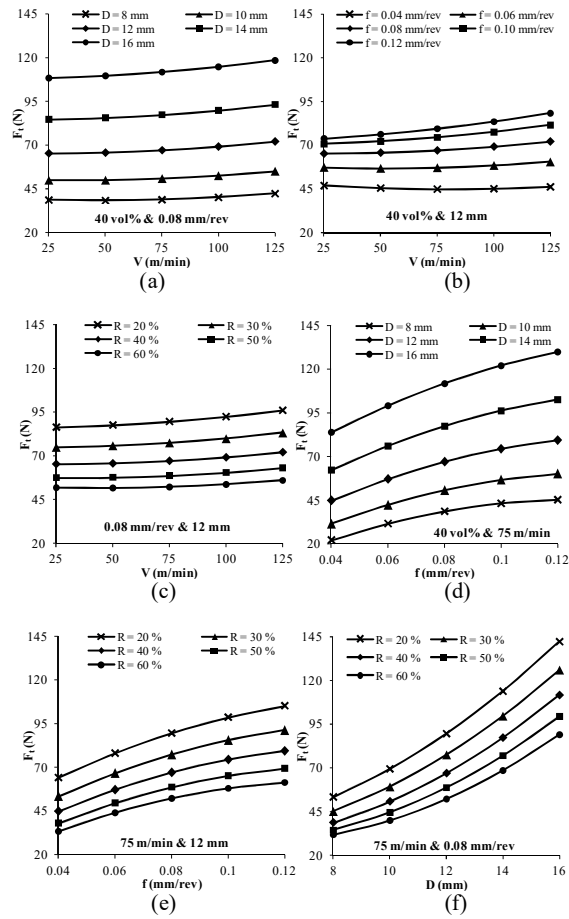 145
120
95
70
45
20
F_t (N)
D = 8 mm D = 10 mm
D = 12 mm D = 14 mm
D = 16 mm
40 vol% & 0.08 mm/rev
25 50 75 100 125
V (m/min)
(a)
145
120
95
70
45
20
F_t (N)
f = 0.04 mm/rev f = 0.06 mm/rev
f = 0.08 mm/rev f = 0.10 mm/rev
f = 0.12 mm/rev
40 vol% & 12 mm
25 50 75 100 125
V (m/min)
(b)
145
120
95
70
45
20
F_t (N)
R = 20 % R = 30 %
R = 40 % R = 50 %
R = 60 %
0.08 mm/rev & 12 mm
25 50 75 100 125
V (m/min)
(c)
145
120
95
70
45
20
F_t (N)
D = 8 mm D = 10 mm
D = 12 mm D = 14 mm
D = 16 mm
40 vol% & 75 m/min
0.04 0.06 0.08 0.1 0.12
f (mm/rev)
(d)
145
120
95
70
45
20
F_t (N)
R = 20 % R = 30 %
R = 40 % R = 50 %
R = 60 %
75 m/min & 12 mm
0.04 0.06 0.08 0.1 0.12
f (mm/rev)
(e)
145
120
95
70
45
20
F_t (N)
R = 20 % R = 30 %
R = 40 % R = 50 %
R = 60 %
75 m/min & 0.08 mm/rev
8 10 12 14 16
D (mm)
(f)